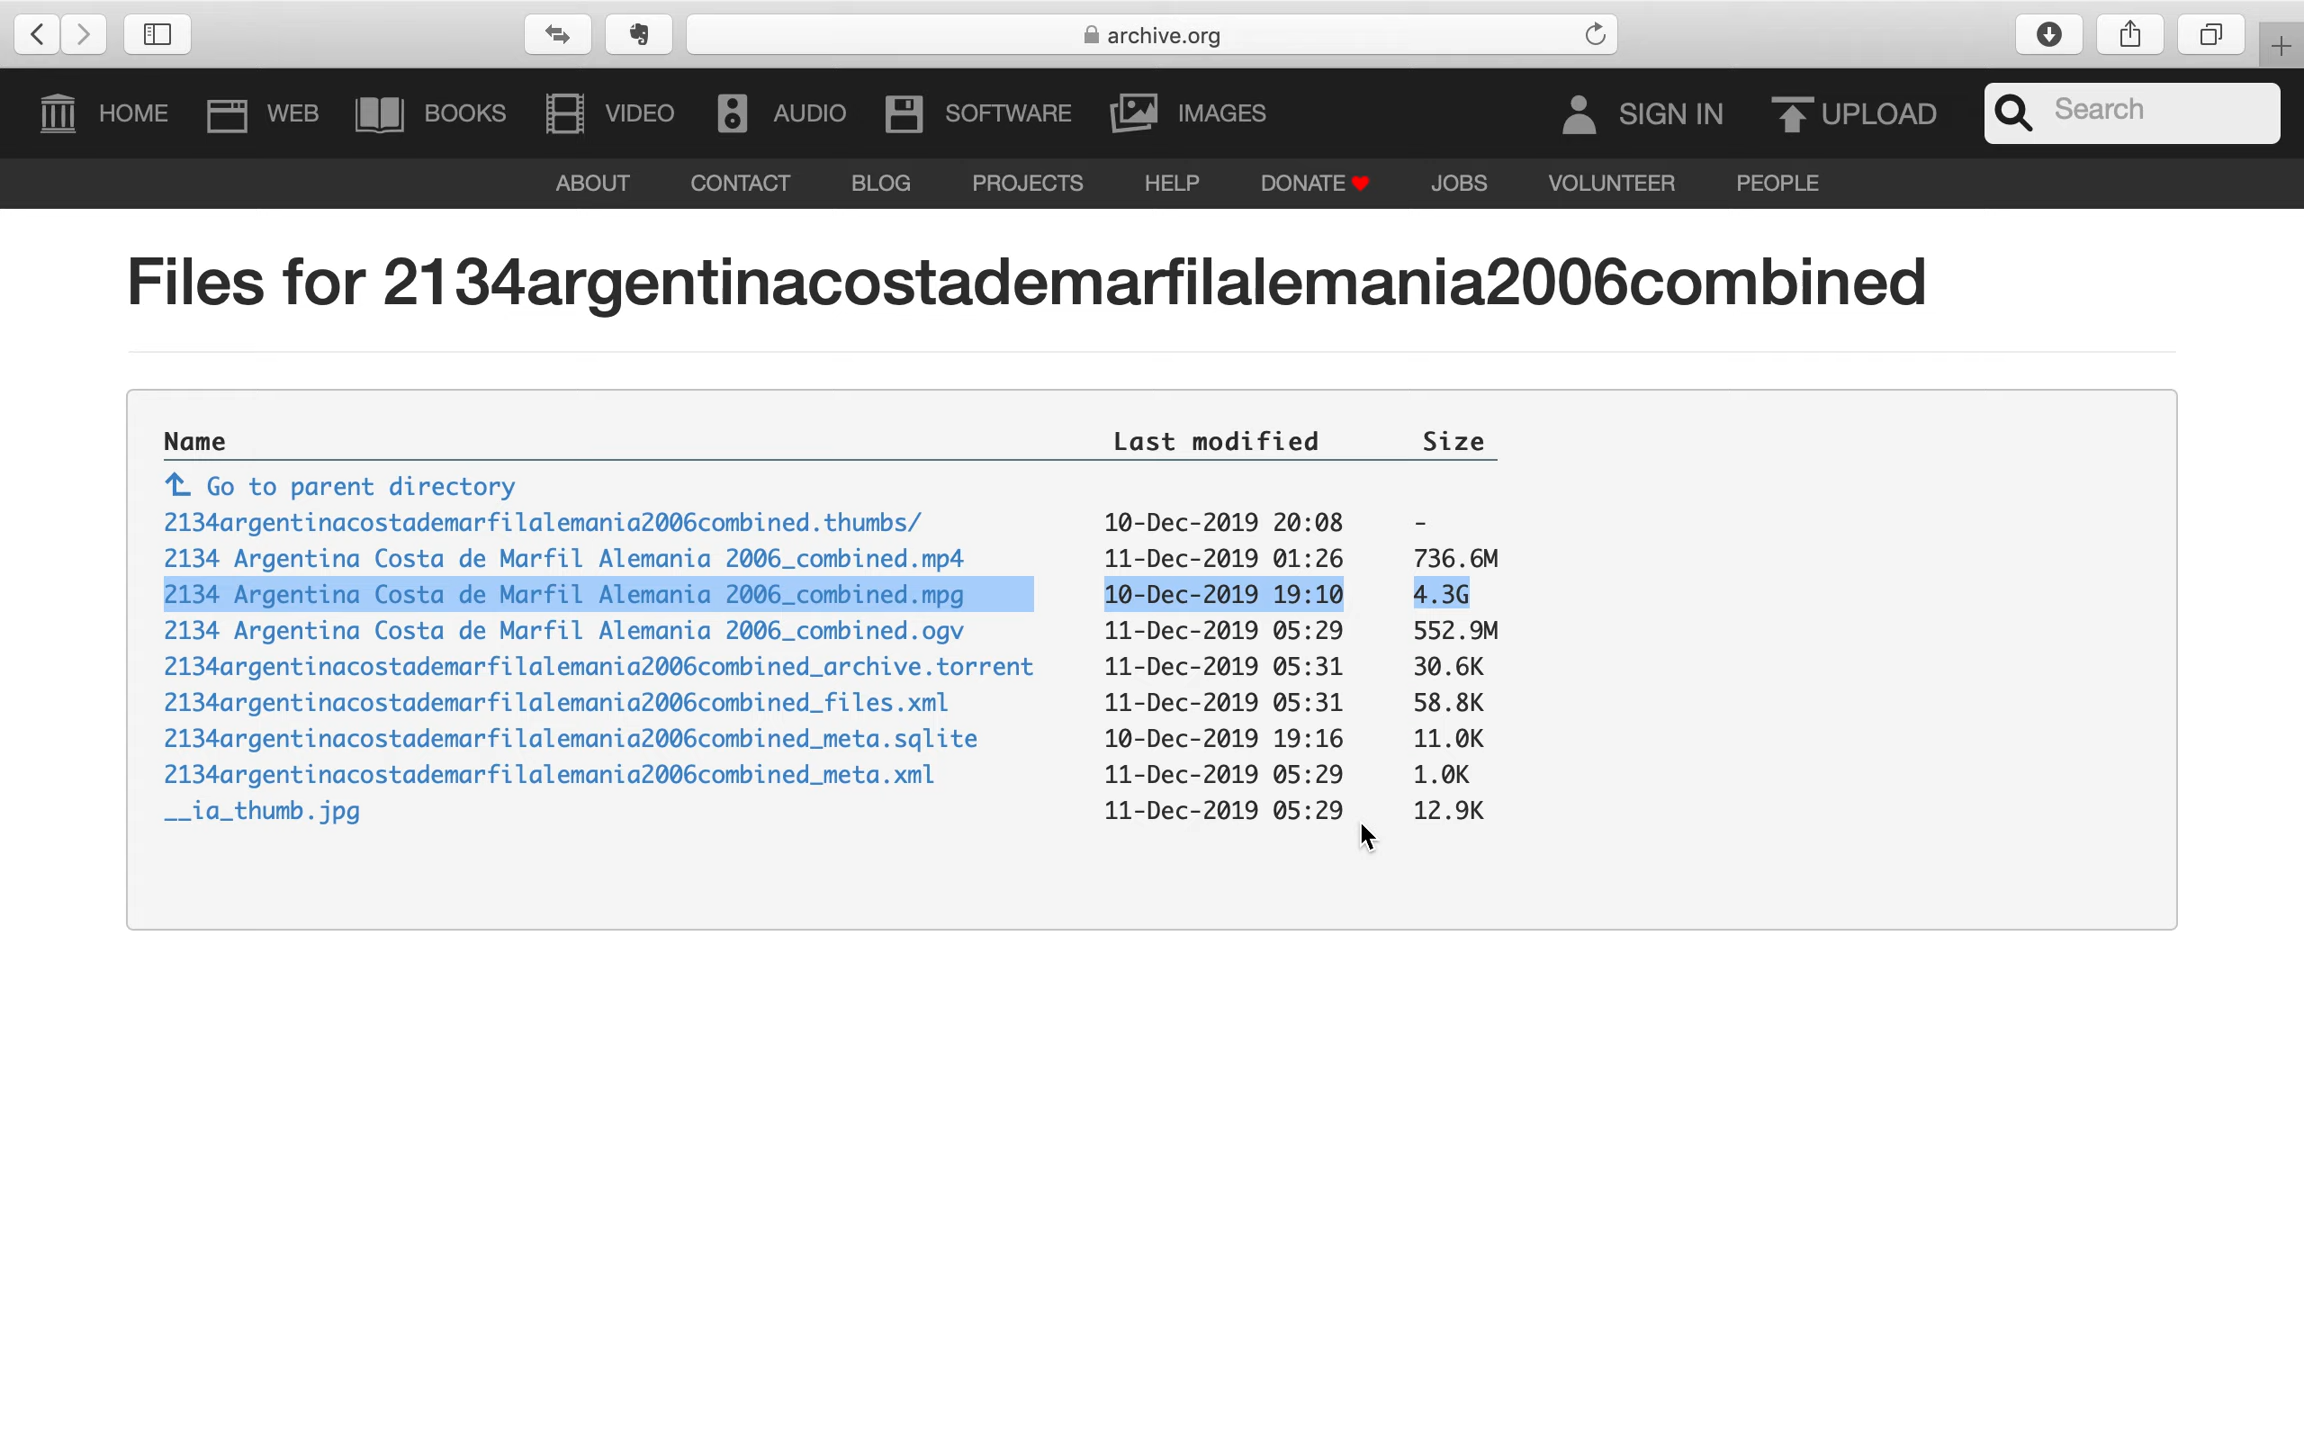 archive.org
HOME WEB BOOKS VIDEO AUDIO SOFTWARE IMAGES SIGN IN UPLOAD Search
ABOUT CONTACT BLOG PROJECTS HELP DONATE JOBS VOLUNTEER PEOPLE
Files for 2134argentinacostademarfilalemania2006combined
Name Last modified Size
Go to parent directory
2134argentinacostademarfilalemania2006combined.thumbs/ 10-Dec-2019 20:08 -
2134 Argentina Costa de Marfil Alemania 2006_combined.mp4 11-Dec-2019 01:26 736.6M
2134 Argentina Costa de Marfil Alemania 2006_combined.mpg 10-Dec-2019 19:10 4.3G
2134 Argentina Costa de Marfil Alemania 2006_combined.ogv 11-Dec-2019 05:29 552.9M
2134argentinacostademarfilalemania2006combined_archive.torrent 11-Dec-2019 05:31 30.6K
2134argentinacostademarfilalemania2006combined_files.xml 11-Dec-2019 05:31 58.8K
2134argentinacostademarfilalemania2006combined_meta.sqlite 10-Dec-2019 19:16 11.0K
2134argentinacostademarfilalemania2006combined_meta.xml 11-Dec-2019 05:29 1.0K
__ia_thumb.jpg 11-Dec-2019 05:29 12.9K